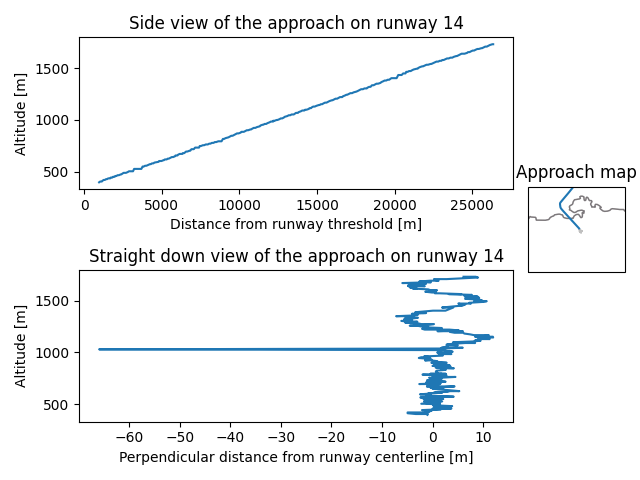 Side view of the approach on runway 14
1500
1000
500
Altitude [m]
0 5000 10000 15000 20000 25000
Distance from runway threshold [m]
Approach map
Straight down view of the approach on runway 14
1500
1000
500
Altitude [m]
−60 −50 −40 −30 −20 −10 0 10
Perpendicular distance from runway centerline [m]